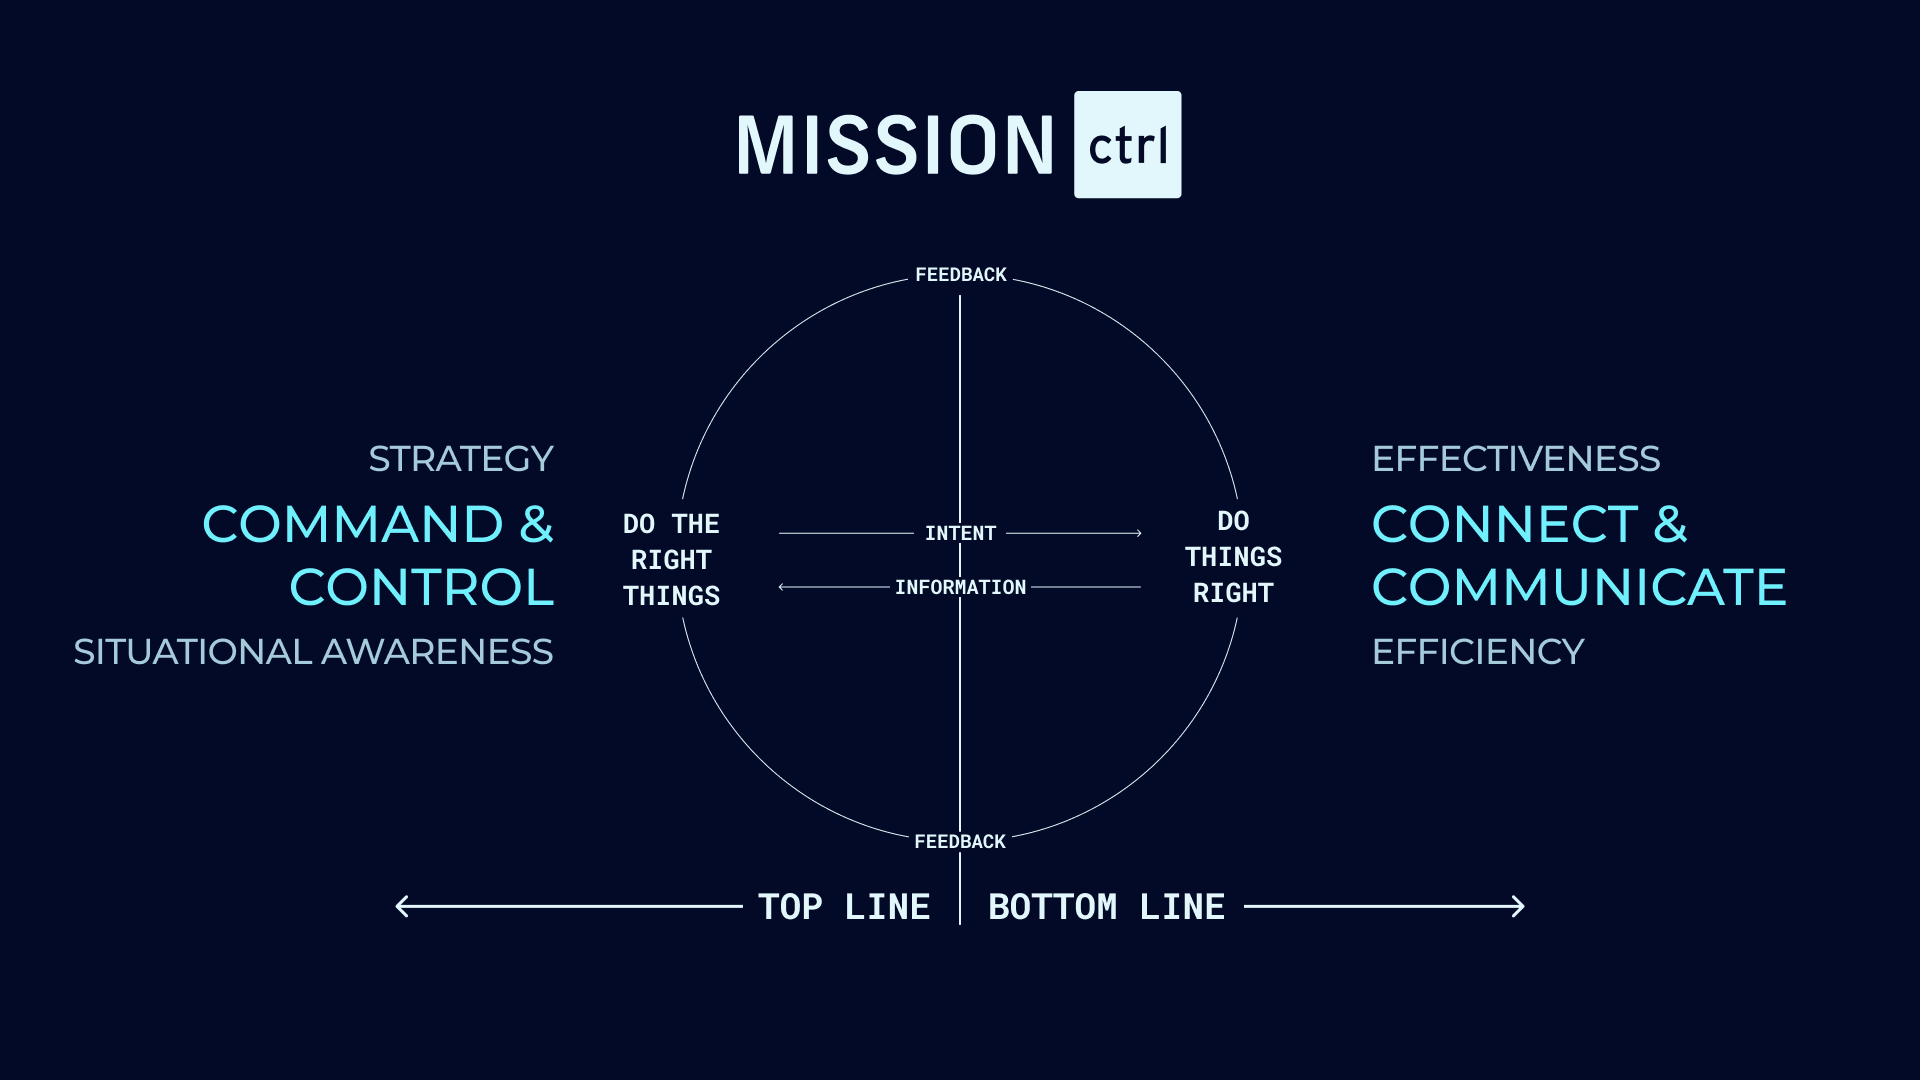 MISSION ctrl
FEEDBACK
STRATEGY
COMMAND &
CONTROL
SITUATIONAL AWARENESS
DO THE
RIGHT
THINGS
INTENT
INFORMATION
DO
THINGS
RIGHT
EFFECTIVENESS
CONNECT &
COMMUNICATE
EFFICIENCY
FEEDBACK
TOP LINE
BOTTOM LINE